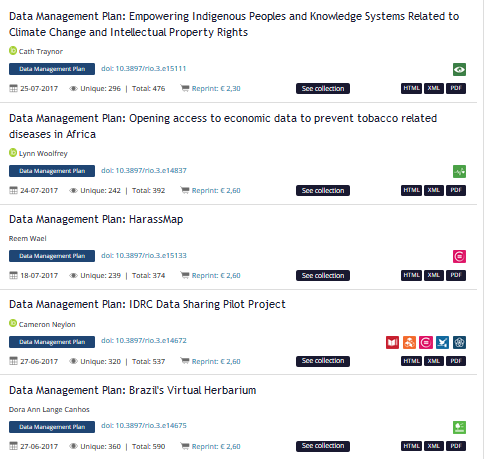 Data Management Plan: Empowering Indigenous Peoples and Knowledge Systems Related to
Climate Change and Intellectual Property Rights
iD Cath Traynor
Data Management Plan doi: 10.3897/rio.3.e15111
25-07-2017 Unique: 296 | Total: 476 Reprint: € 2,30 See collection HTML XML PDF
Data Management Plan: Opening access to economic data to prevent tobacco related
diseases in Africa
iD Lynn Woolfrey
Data Management Plan doi: 10.3897/rio.3.e14837
24-07-2017 Unique: 242 | Total: 392 Reprint: € 2,60 See collection HTML XML PDF
Data Management Plan: HarassMap
Reem Wael
Data Management Plan doi: 10.3897/rio.3.e15133
18-07-2017 Unique: 239 | Total: 374 Reprint: € 2,60 See collection HTML XML PDF
Data Management Plan: IDRC Data Sharing Pilot Project
iD Cameron Neylon
Data Management Plan doi: 10.3897/rio.3.e14672
27-06-2017 Unique: 320 | Total: 537 Reprint: € 2,60 See collection HTML XML PDF
Data Management Plan: Brazil's Virtual Herbarium
Dora Ann Lange Canhos
Data Management Plan doi: 10.3897/rio.3.e14675
27-06-2017 Unique: 360 | Total: 590 Reprint: € 2,60 See collection HTML XML PDF